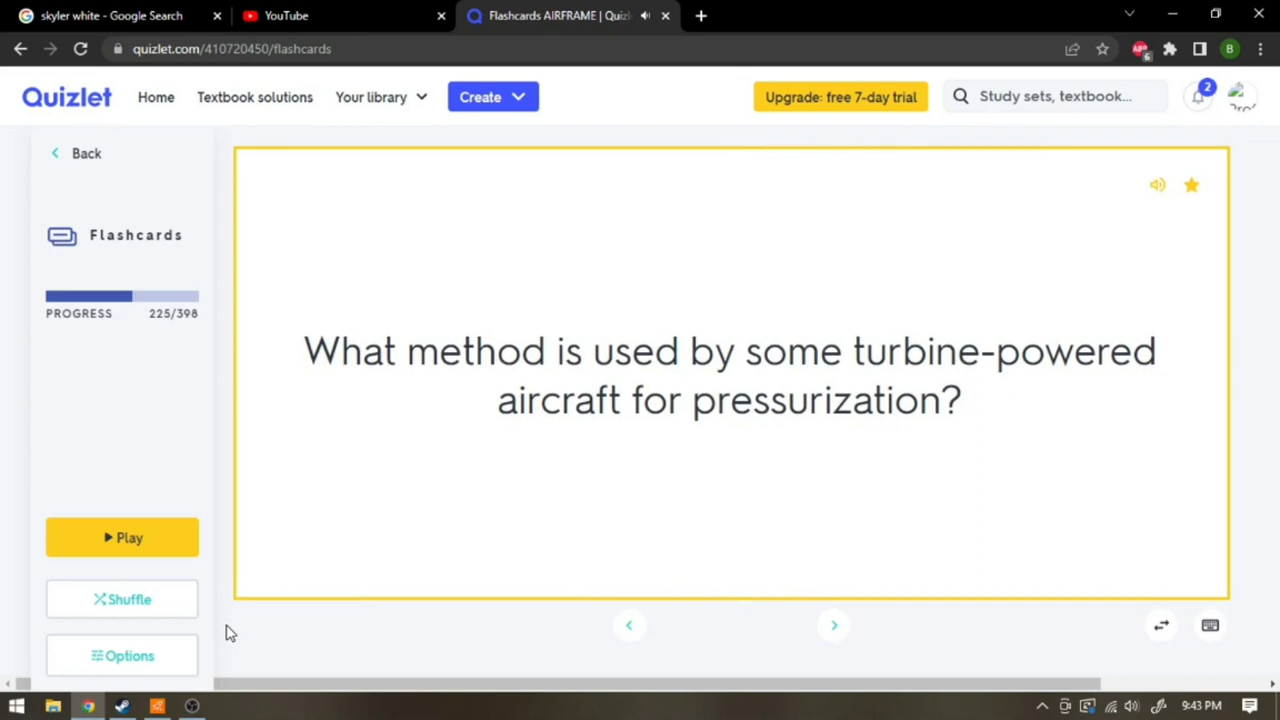 skyler white - Google Search
YouTube
Flashcards AIRFRAME | Quiz
quizlet.com/410720450/flashcards
6
B
Quizlet
Home
Textbook solutions
Your library
Create
Upgrade: free 7-day trial
Study sets, textbook...
2
Back
Flashcards
PROGRESS 225/398
What method is used by some turbine-powered
aircraft for pressurization?
Play
Shuffle
Options
9:43 PM